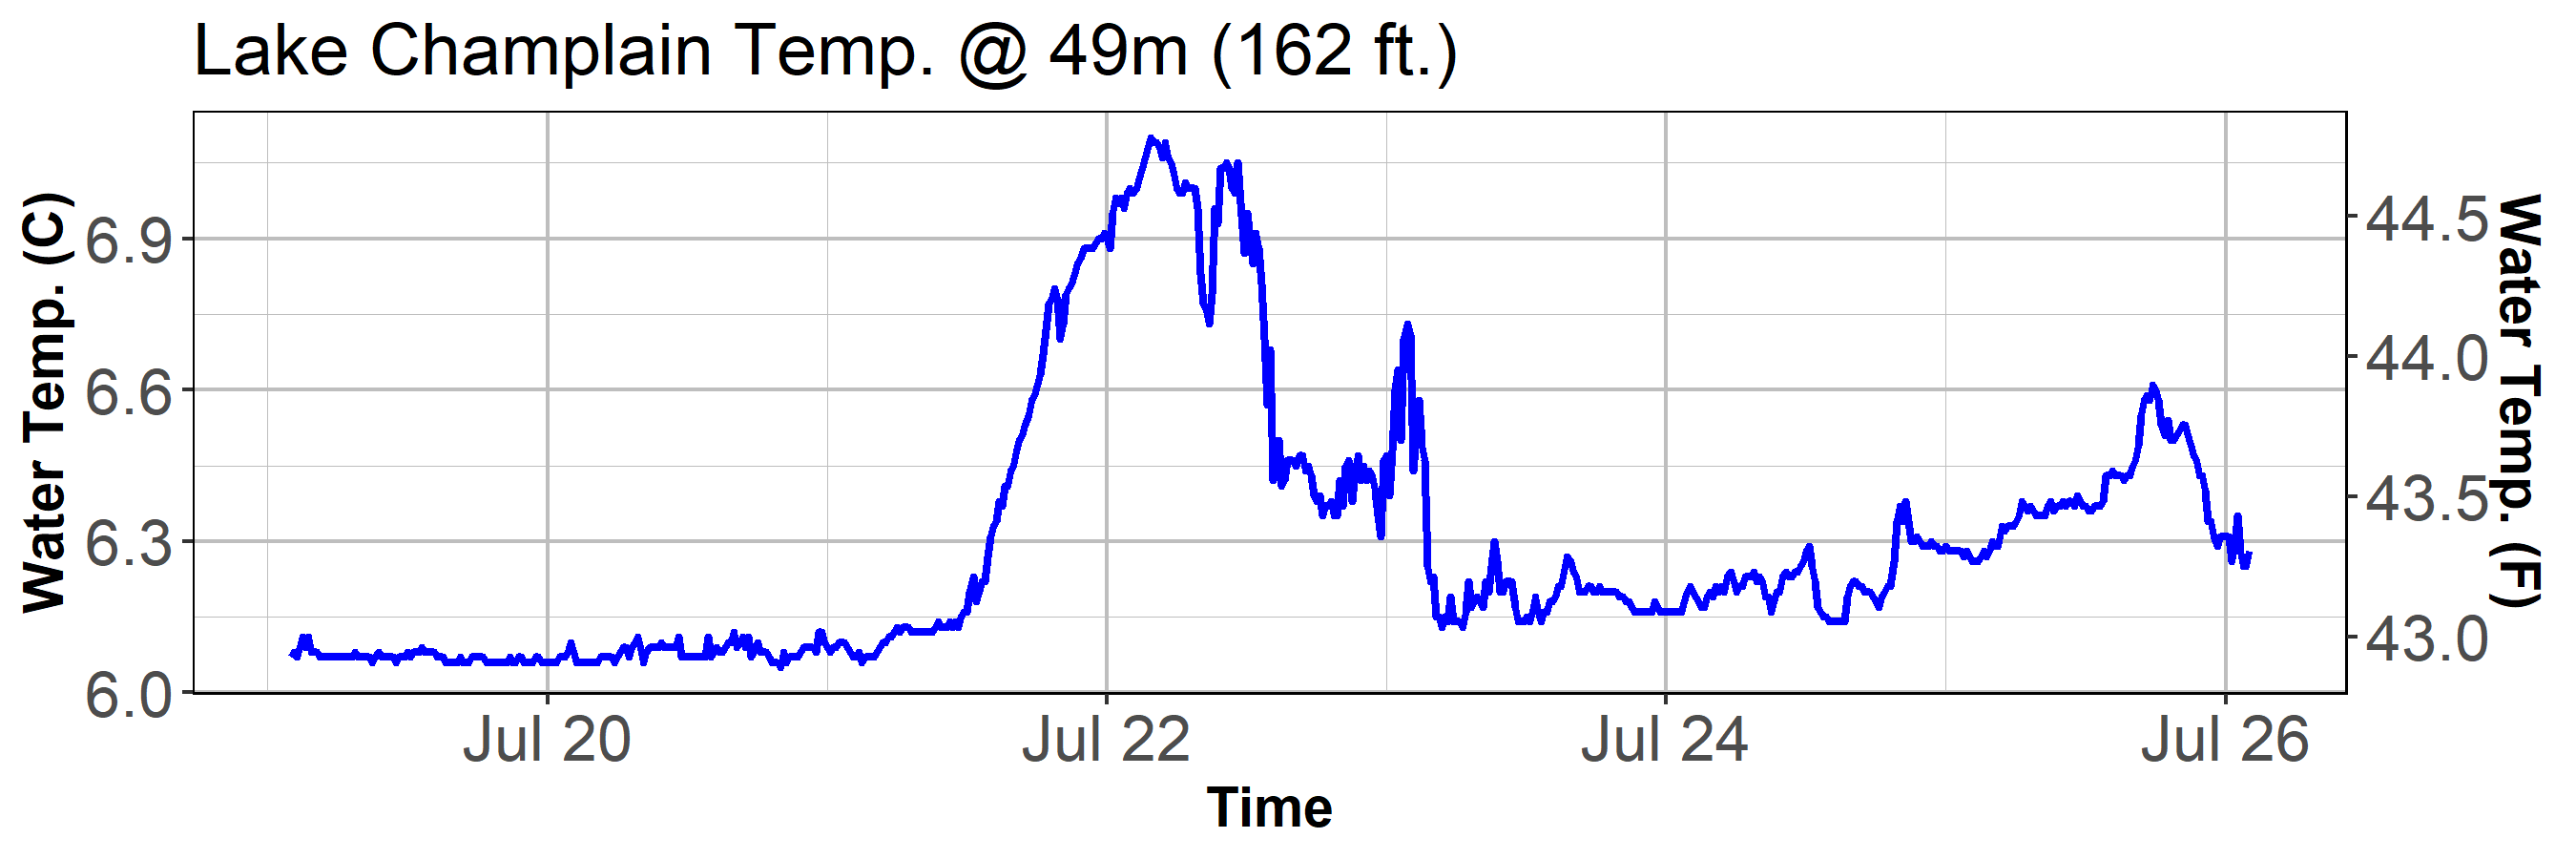 Lake Champlain Temp. @ 49m (162 ft.)
Water Temp. (C)
6.9
6.6
6.3
6.0
44.5
44.0
43.5
43.0
Water Temp. (F)
Jul 20
Jul 22
Jul 24
Jul 26
Time